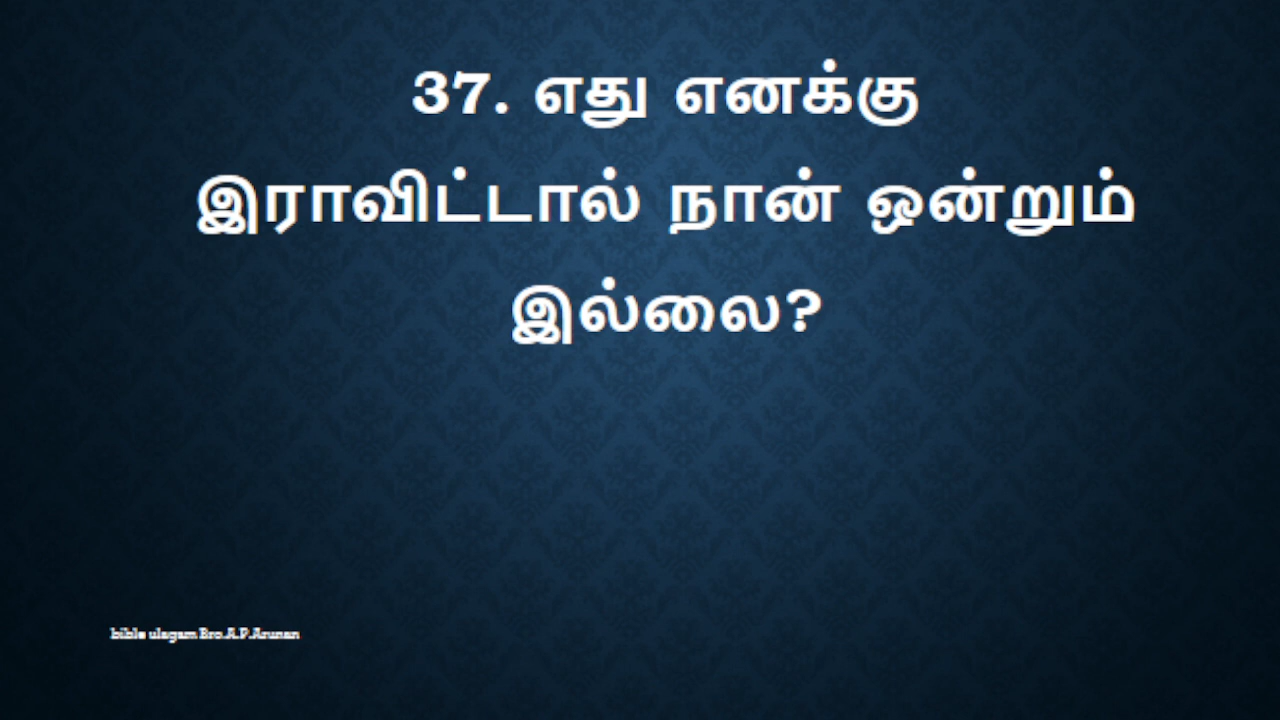 37. எது எனக்கு
இராவிட்டால் நான் ஒன்றும்
இல்லை?
bible ulagam Bro.A.P.Arunan